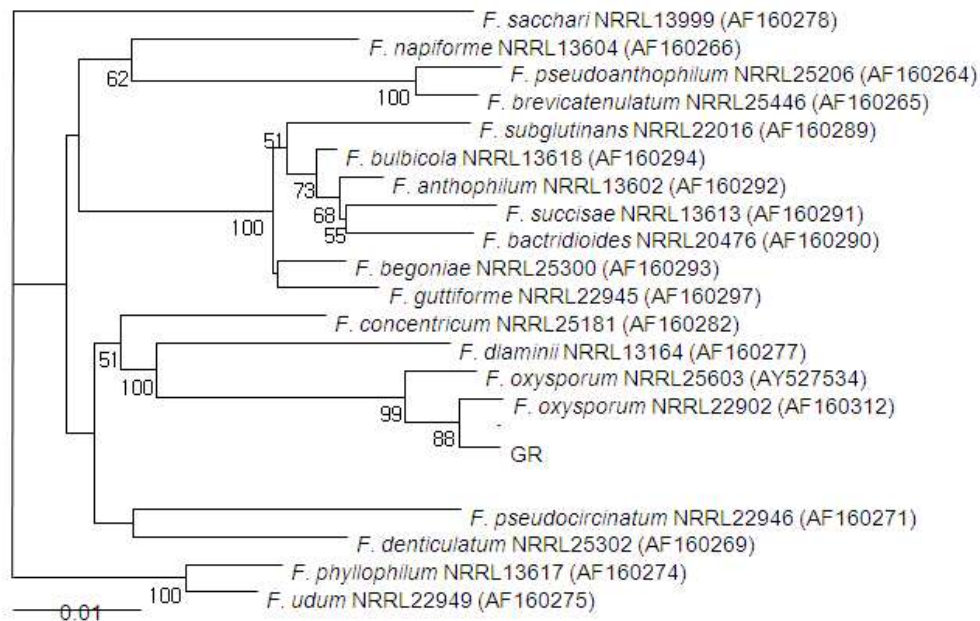 F. sacchari NRRL13999 (AF160278)
F. napiforme NRRL13604 (AF160266)
62
F. pseudoanthophilum NRRL25206 (AF160264)
100
F. brevicatenulatum NRRL25446 (AF160265)
F. subglutinans NRRL22016 (AF160289)
51
F. bulbicola NRRL13618 (AF160294)
73
F. anthophilum NRRL13602 (AF160292)
68
F. succisae NRRL13613 (AF160291)
100
55
F. bactridioides NRRL20476 (AF160290)
F. begoniae NRRL25300 (AF160293)
F. guttiforme NRRL22945 (AF160297)
F. concentricum NRRL25181 (AF160282)
51
F. dlaminii NRRL13164 (AF160277)
100
F. oxysporum NRRL25603 (AY527534)
99
F. oxysporum NRRL22902 (AF160312)
88
GR
F. pseudocircinatum NRRL22946 (AF160271)
F. denticulatum NRRL25302 (AF160269)
F. phyllophilum NRRL13617 (AF160274)
100
F. udum NRRL22949 (AF160275)
0.01